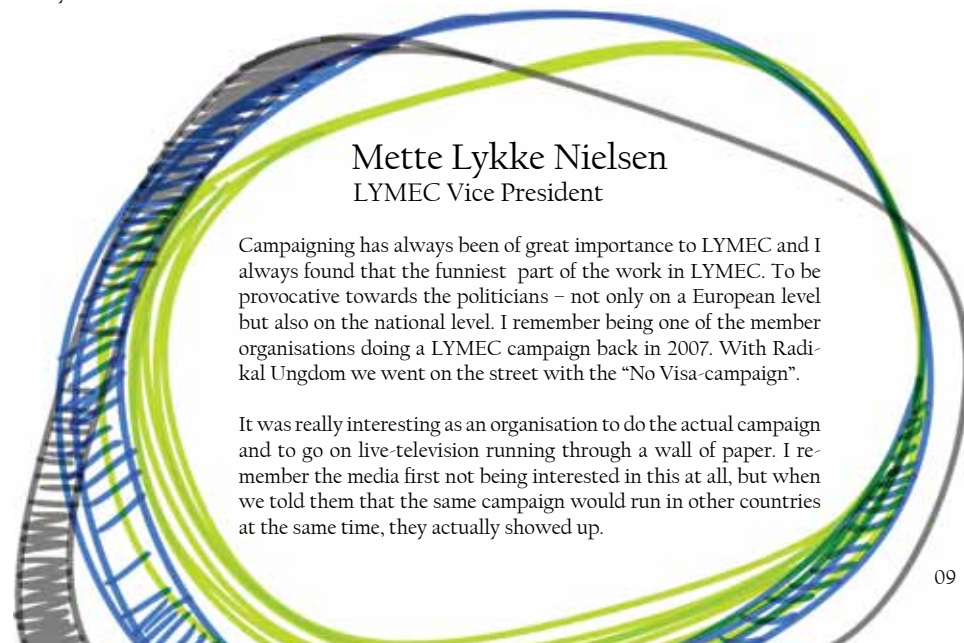 Mette Lykke Nielsen
LYMEC Vice President
Campaigning has always been of great importance to LYMEC and I
always found that the funniest part of the work in LYMEC. To be
provocative towards the politicians – not only on a European level
but also on the national level. I remember being one of the member
organisations doing a LYMEC campaign back in 2007. With Radi-
kal Ungdom we went on the street with the “No Visa-campaign”.
It was really interesting as an organisation to do the actual campaign
and to go on live-television running through a wall of paper. I re-
member the media first not being interested in this at all, but when
we told them that the same campaign would run in other countries
at the same time, they actually showed up.
09